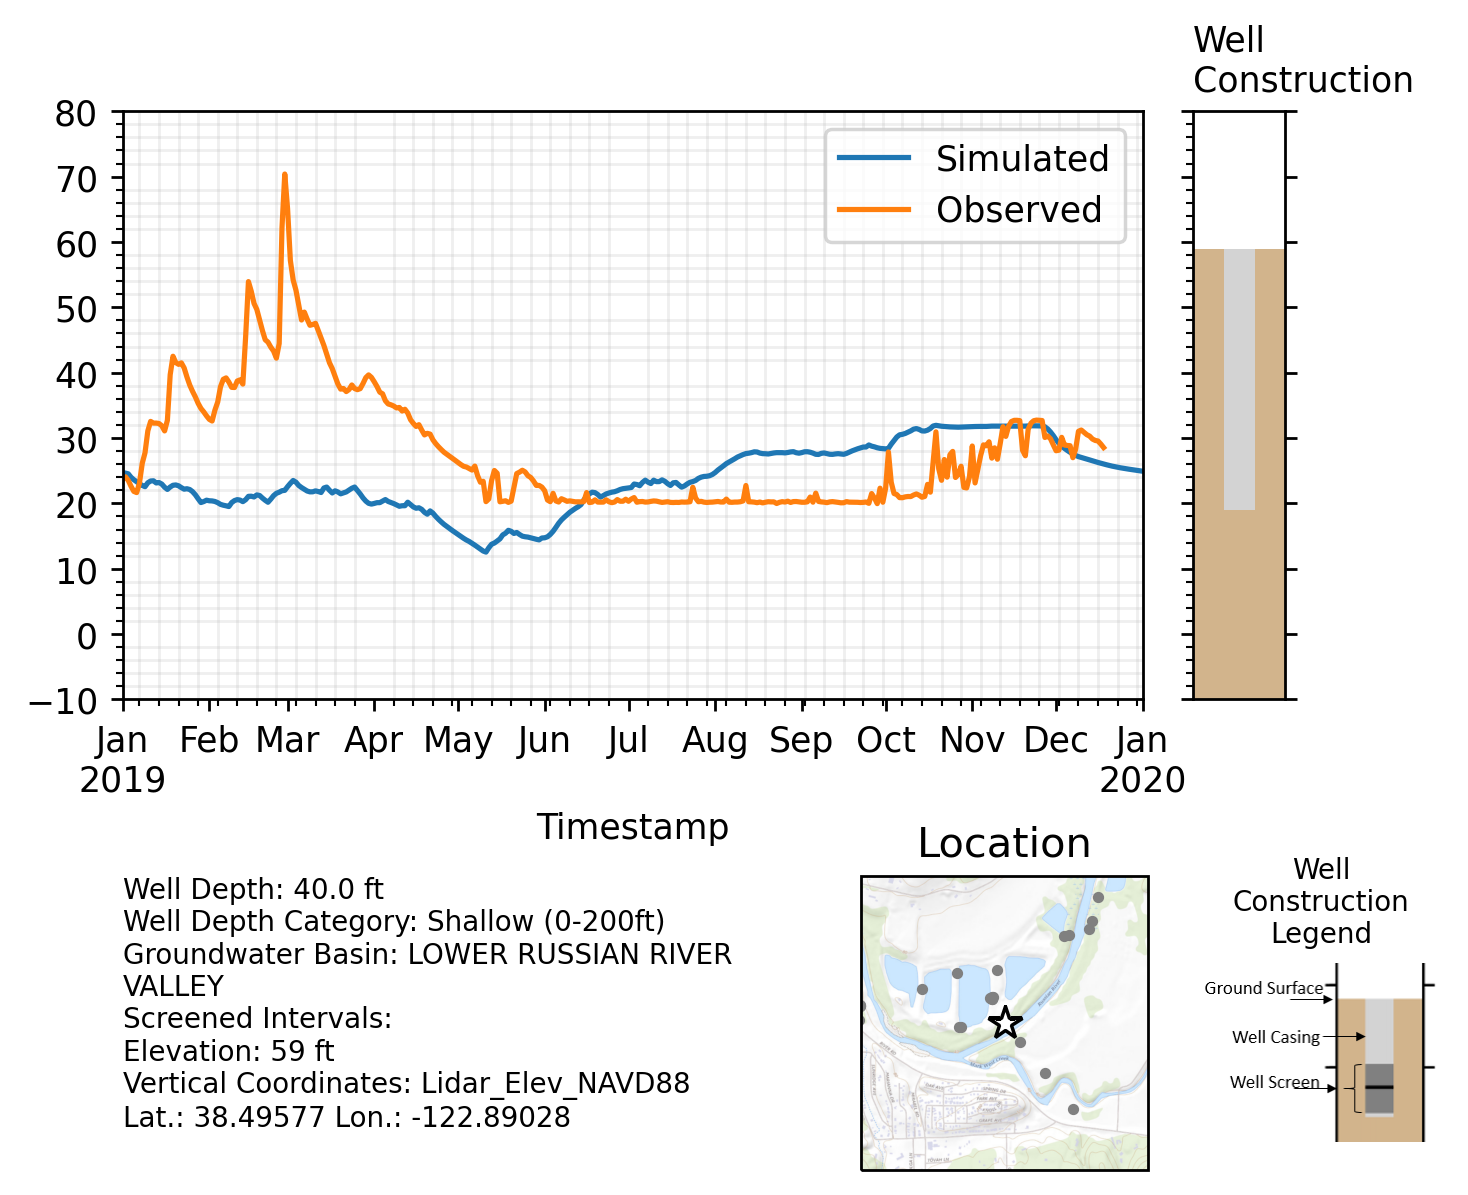 Well
Construction
80
70
60
50
40
30
20
10
0
−10
Simulated
Observed
Jan Feb Mar Apr May Jun Jul Aug Sep Oct Nov Dec Jan
2019 2020
Timestamp
Well Depth: 40.0 ft
Well Depth Category: Shallow (0-200ft)
Groundwater Basin: LOWER RUSSIAN RIVER
VALLEY
Screened Intervals:
Elevation: 59 ft
Vertical Coordinates: Lidar_Elev_NAVD88
Lat.: 38.49577 Lon.: -122.89028
Location
Well
Construction
Legend
Ground Surface
Well Casing
Well Screen